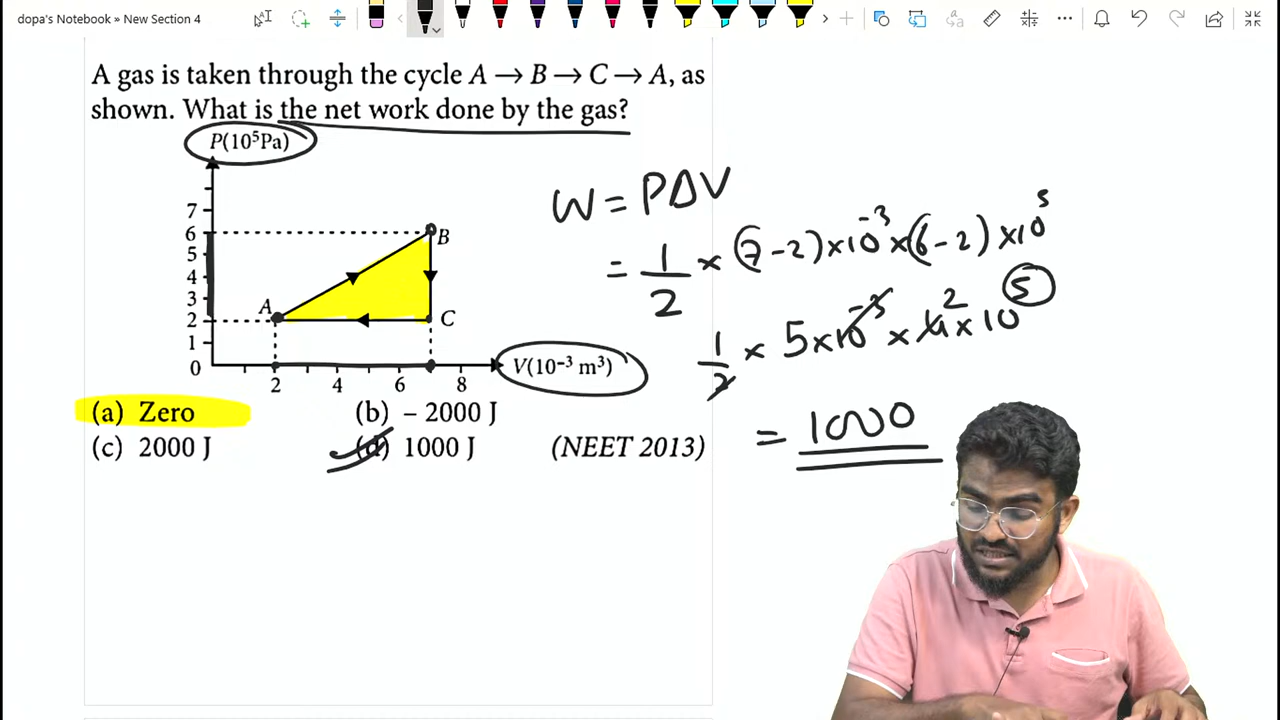 dopa's Notebook » New Section 4
A gas is taken through the cycle A → B → C → A, as
shown. What is the net work done by the gas?
P(10⁵Pa)
7
6
5
4
3
2
1
0
A
B
C
2
4
6
8
V(10⁻³ m³)
W = PΔV
= 1/2 × (7-2)×10⁻³×(6-2)×10⁵
1/2 × 5×10⁻³ × 4 2 ×10⁵
= 1000
(a) Zero
(b) – 2000 J
(c) 2000 J
(d) 1000 J
(NEET 2013)